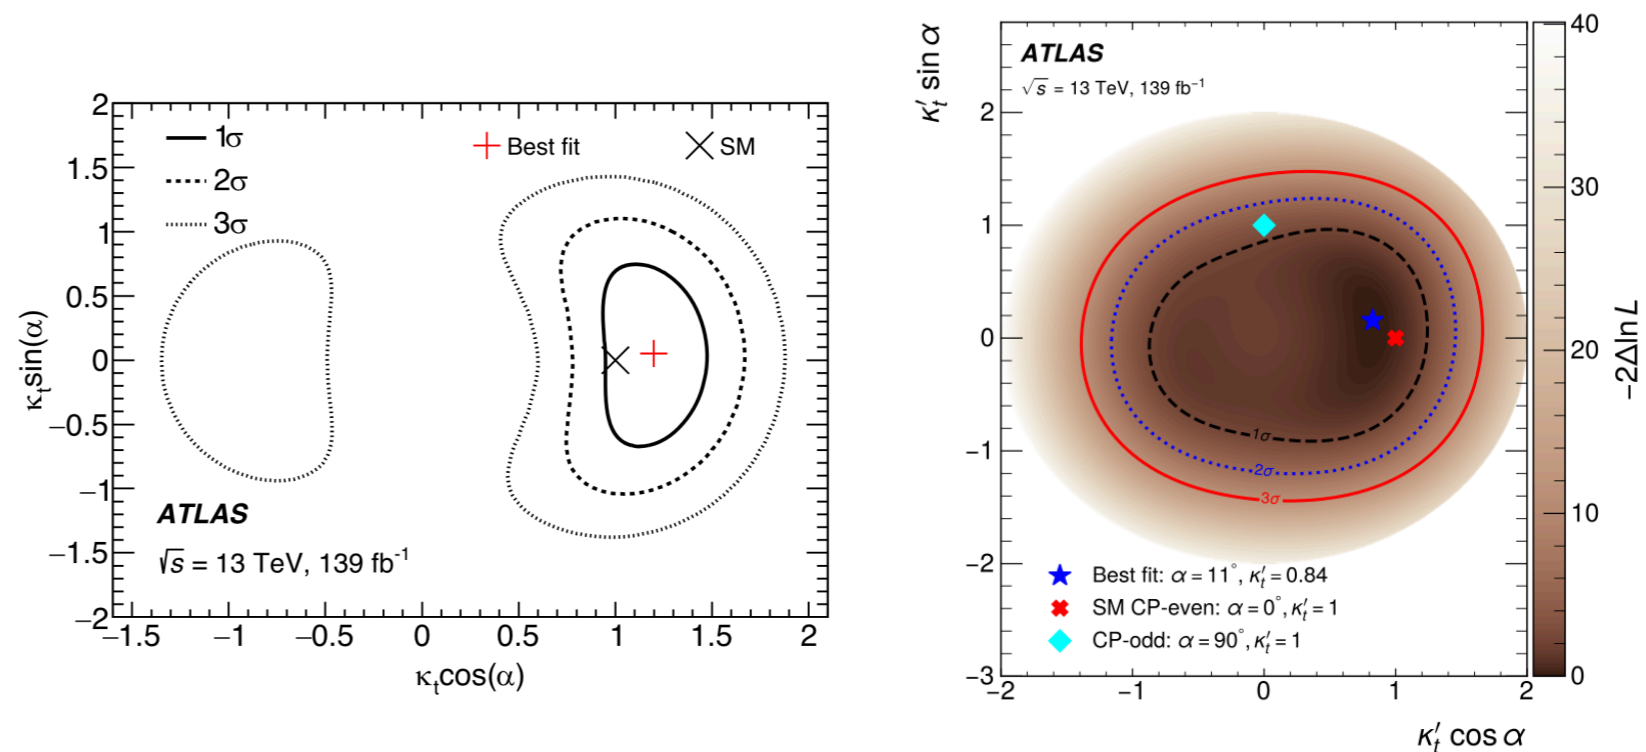 2
1.5
1
0.5
0
−0.5
−1
−1.5
−2
κₜsin(α)
1σ
2σ
3σ
Best fit
SM
ATLAS
√s = 13 TeV, 139 fb⁻¹
−1.5 −1 −0.5 0 0.5 1 1.5 2
κₜcos(α)
κ′ₜ sin α
2
1
0
−1
−2
−3
ATLAS
√s = 13 TeV, 139 fb⁻¹
1σ
2σ
3σ
Best fit: α = 11°, κ′ₜ = 0.84
SM CP-even: α = 0°, κ′ₜ = 1
CP-odd: α = 90°, κ′ₜ = 1
−2 −1 0 1 2
κ′ₜ cos α
40
30
20
10
0
−2Δln L